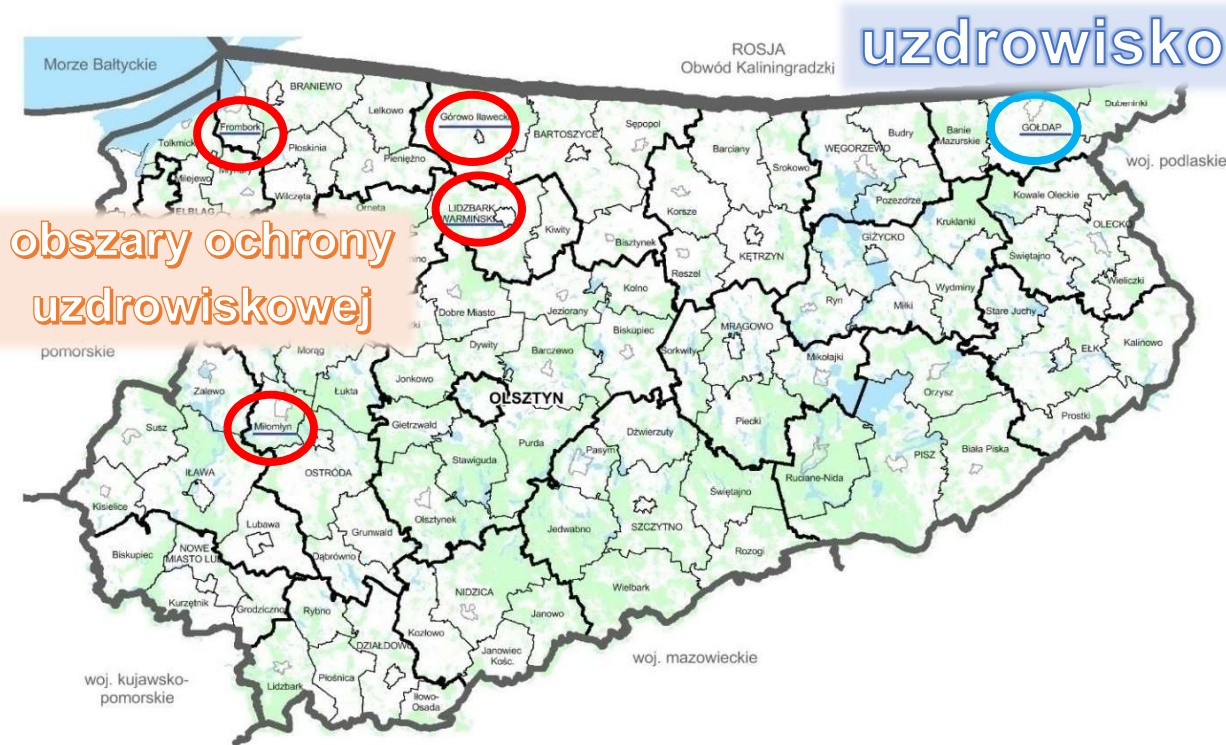 uzdrowisko
ROSJA
Obwód Kaliningradzki
Morze Bałtyckie
BRANIEWO
Lelkowo
Górowo Iławeckie
Sępopol
GOŁDAP
Dubeninki
Frombork
BARTOSZYCE
Budry
Banie
Mazurskie
Płoskinia
Barciany
WĘGORZEWO
woj. podlaskie
Pieniężno
Srokowo
Milejewo
Wilczęta
Orneta
LIDZBARK
WARMIŃSKI
Kiwity
Korsze
Pozezdrze
Kowale Oleckie
Kruklanki
OLECKO
obszary ochrony
uzdrowiskowej
Bisztynek
KĘTRZYN
GIŻYCKO
Świętajno
Reszel
Wieliczki
Kolno
Wydminy
Dobre Miasto
Jeziorany
Ryn
Miłki
Stare Juchy
Biskupiec
MRĄGOWO
pomorskie
Morąg
Dywity
Barczewo
Sorkwity
Mikołajki
EŁK
Kalinowo
Zalewo
Łukta
Jonkowo
OLSZTYN
Orzysz
Miłomłyn
Gietrzwałd
Piecki
Prostki
Susz
Dźwierzuty
Purda
Pasym
Biała Piska
PISZ
IŁAWA
OSTRÓDA
Stawiguda
Ruciane-Nida
Świętajno
Kisielice
Olsztynek
Lubawa
Grunwald
Jedwabno
SZCZYTNO
Biskupiec
NOWE
MIASTO LUB.
Dąbrówno
Rozogi
Wielbark
NIDZICA
Kurzętnik
Grodziczno
Rybno
Janowo
Kozłowo
DZIAŁDOWO
Janowiec
Kośc.
woj. mazowieckie
woj. kujawsko-
pomorskie
Płośnica
Lidzbark
Iłowo-
Osada